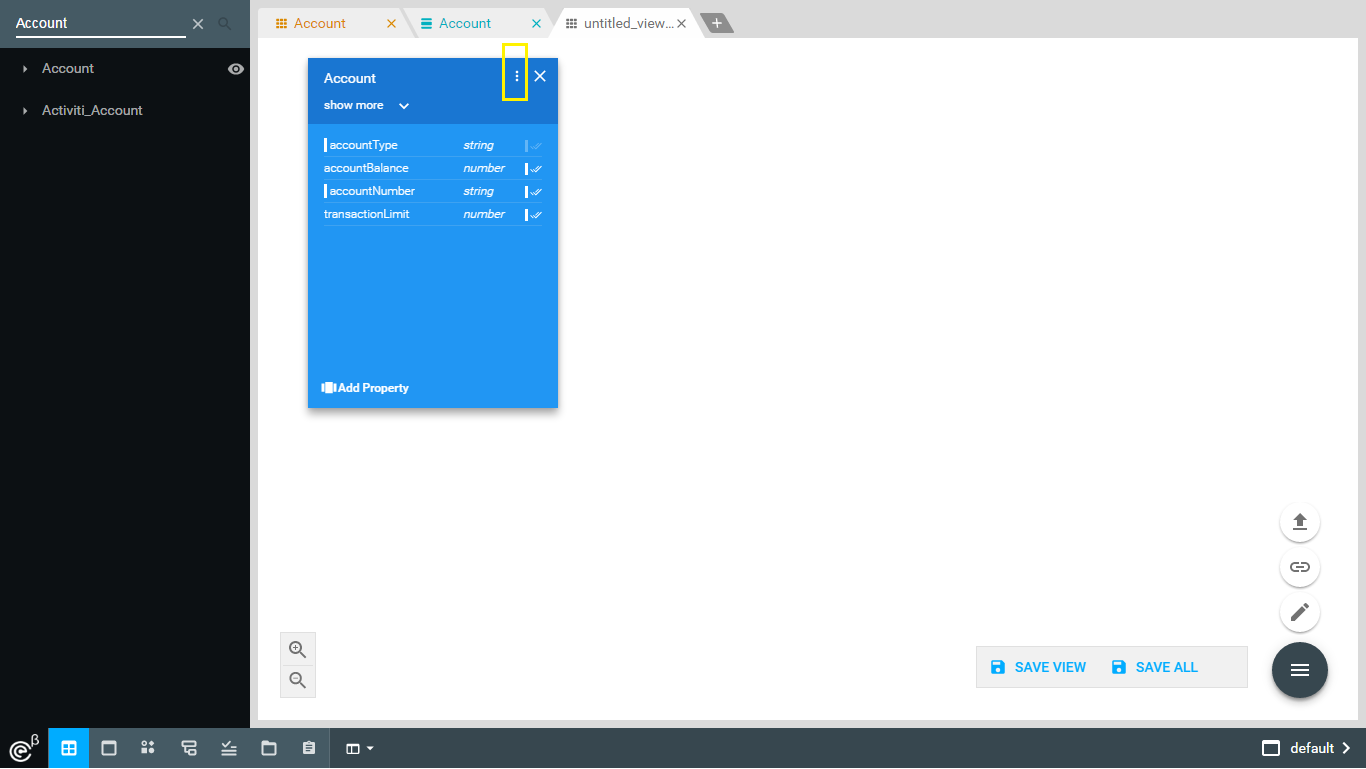 Account
Account
Activiti_Account
Account
Account
untitled_view...
Account
show more
accountType string
accountBalance number
accountNumber string
transactionLimit number
Add Property
SAVE VIEW SAVE ALL
β
default